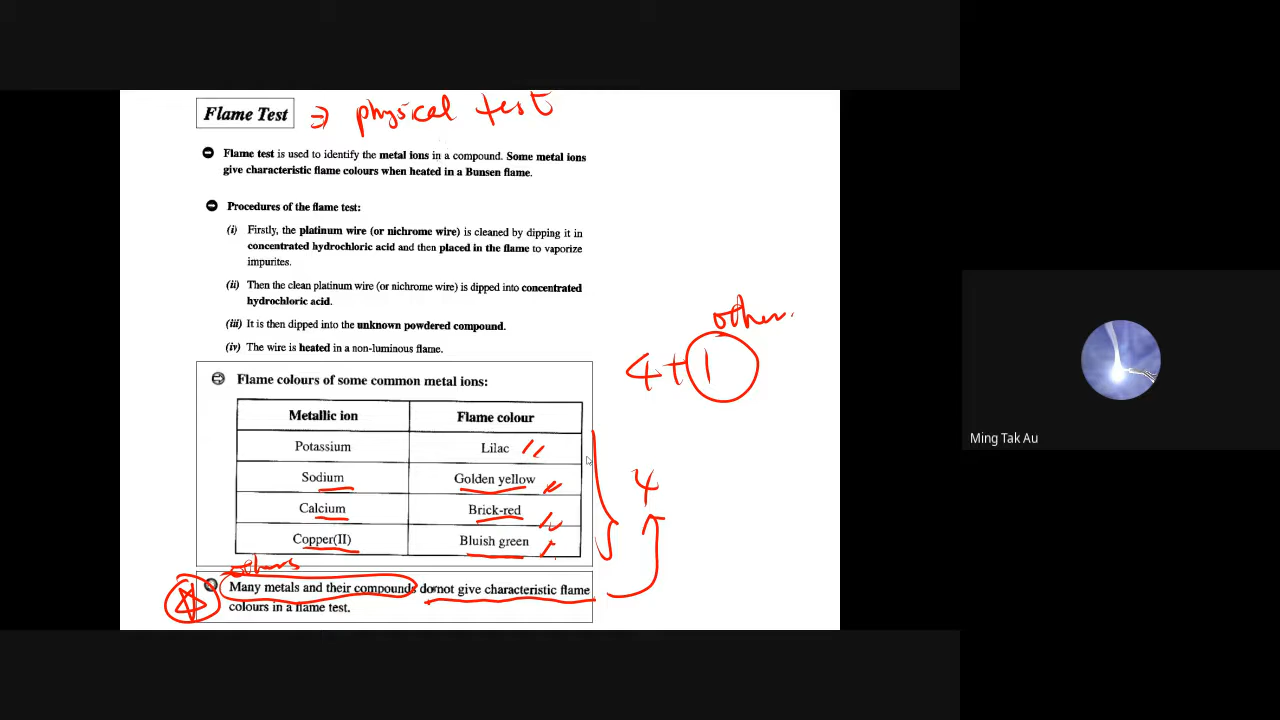 Flame Test ⇒ physical test
Flame test is used to identify the metal ions in a compound. Some metal ions
give characteristic flame colours when heated in a Bunsen flame.
Procedures of the flame test:
(i) Firstly, the platinum wire (or nichrome wire) is cleaned by dipping it in
concentrated hydrochloric acid and then placed in the flame to vaporize
impurites.
(ii) Then the clean platinum wire (or nichrome wire) is dipped into concentrated
hydrochloric acid.
(iii) It is then dipped into the unknown powdered compound.
(iv) The wire is heated in a non-luminous flame.
other.
4+1
Flame colours of some common metal ions:
Metallic ion Flame colour
Potassium Lilac
Sodium Golden yellow
Calcium Brick-red
Copper(II) Bluish green
4
others
Many metals and their compounds do not give characteristic flame
colours in a flame test.
Ming Tak Au